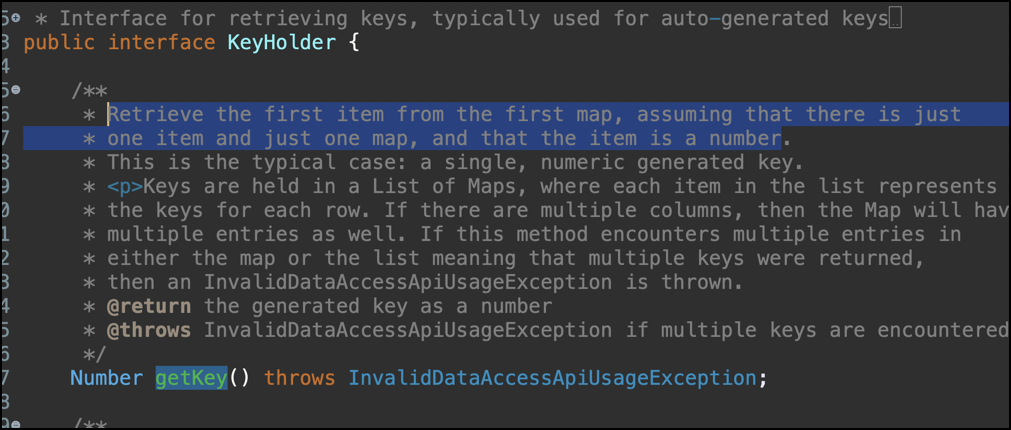 5 * Interface for retrieving keys, typically used for auto-generated keys
3 public interface KeyHolder {
4
5 /**
6 * Retrieve the first item from the first map, assuming that there is just
7 * one item and just one map, and that the item is a number.
8 * This is the typical case: a single, numeric generated key.
9 * <p>Keys are held in a List of Maps, where each item in the list represents
0 * the keys for each row. If there are multiple columns, then the Map will hav
1 * multiple entries as well. If this method encounters multiple entries in
2 * either the map or the list meaning that multiple keys were returned,
3 * then an InvalidDataAccessApiUsageException is thrown.
4 * @return the generated key as a number
5 * @throws InvalidDataAccessApiUsageException if multiple keys are encountered
6 */
7 Number getKey() throws InvalidDataAccessApiUsageException;
8
9 /**